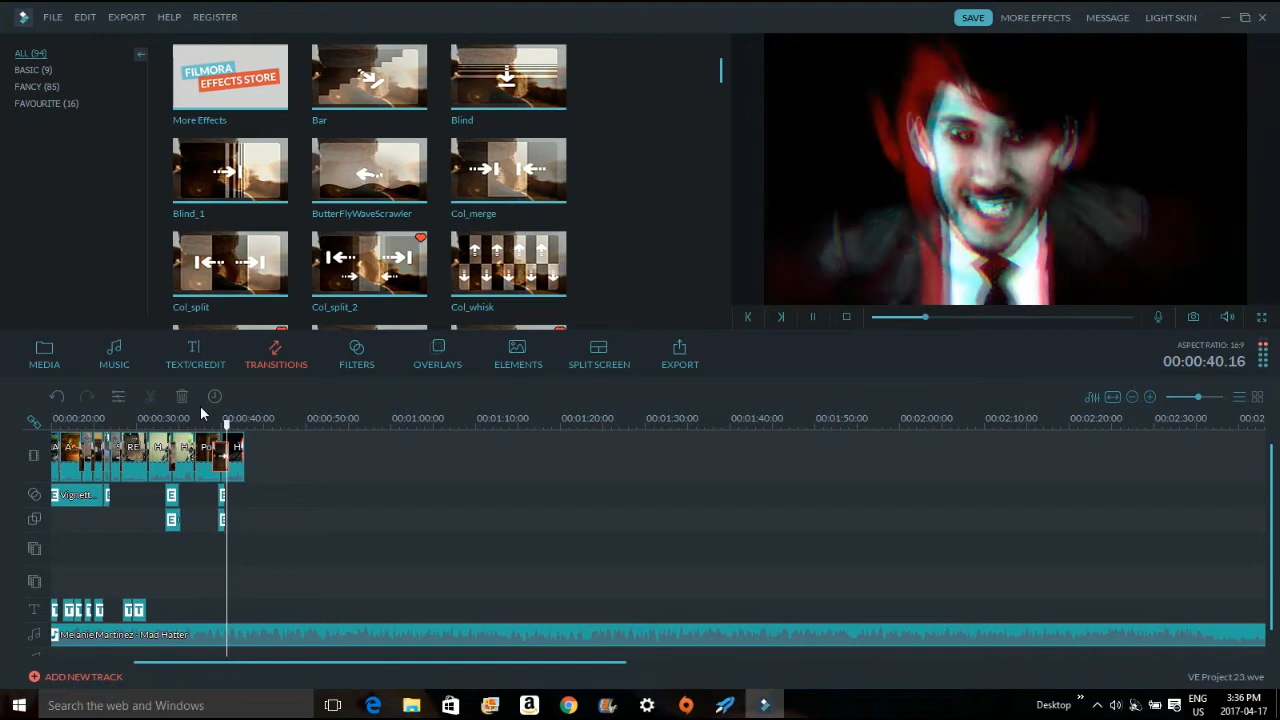 FILE EDIT EXPORT HELP REGISTER
SAVE MORE EFFECTS MESSAGE LIGHT SKIN
ALL (94)
BASIC (9)
FANCY (85)
FAVOURITE (16)
FILMORA
EFFECTS STORE
More Effects Bar Blind
Blind_1 ButterFlyWaveScrawler Col_merge
Col_split Col_split_2 Col_whisk
MEDIA MUSIC TEXT/CREDIT TRANSITIONS FILTERS OVERLAYS ELEMENTS SPLIT SCREEN EXPORT
ASPECT RATIO: 16:9
00:00:40.16
00:00:20:00 00:00:30:00 00:00:40:00 00:00:50:00 00:01:00:00 00:01:10:00 00:01:20:00 00:01:30:00 00:01:40:00 00:01:50:00 00:02:00:00 00:02:10:00 00:02:20:00 00:02:30:00 00:02
Vignett...
Melanie Martinez - Mad Hatter
ADD NEW TRACK
VE Project 23.wve
Search the web and Windows
Desktop
ENG
US
3:36 PM
2017-04-17